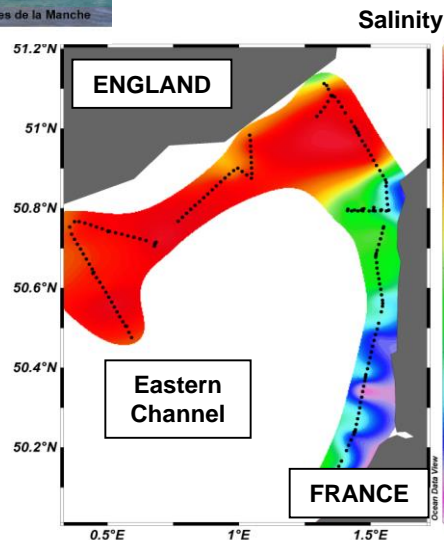 es de la Manche
Salinity
51.2°N
ENGLAND
51°N
50.8°N
50.6°N
Eastern
Channel
50.4°N
50.2°N
FRANCE
Ocean Data View
0.5°E
1°E
1.5°E